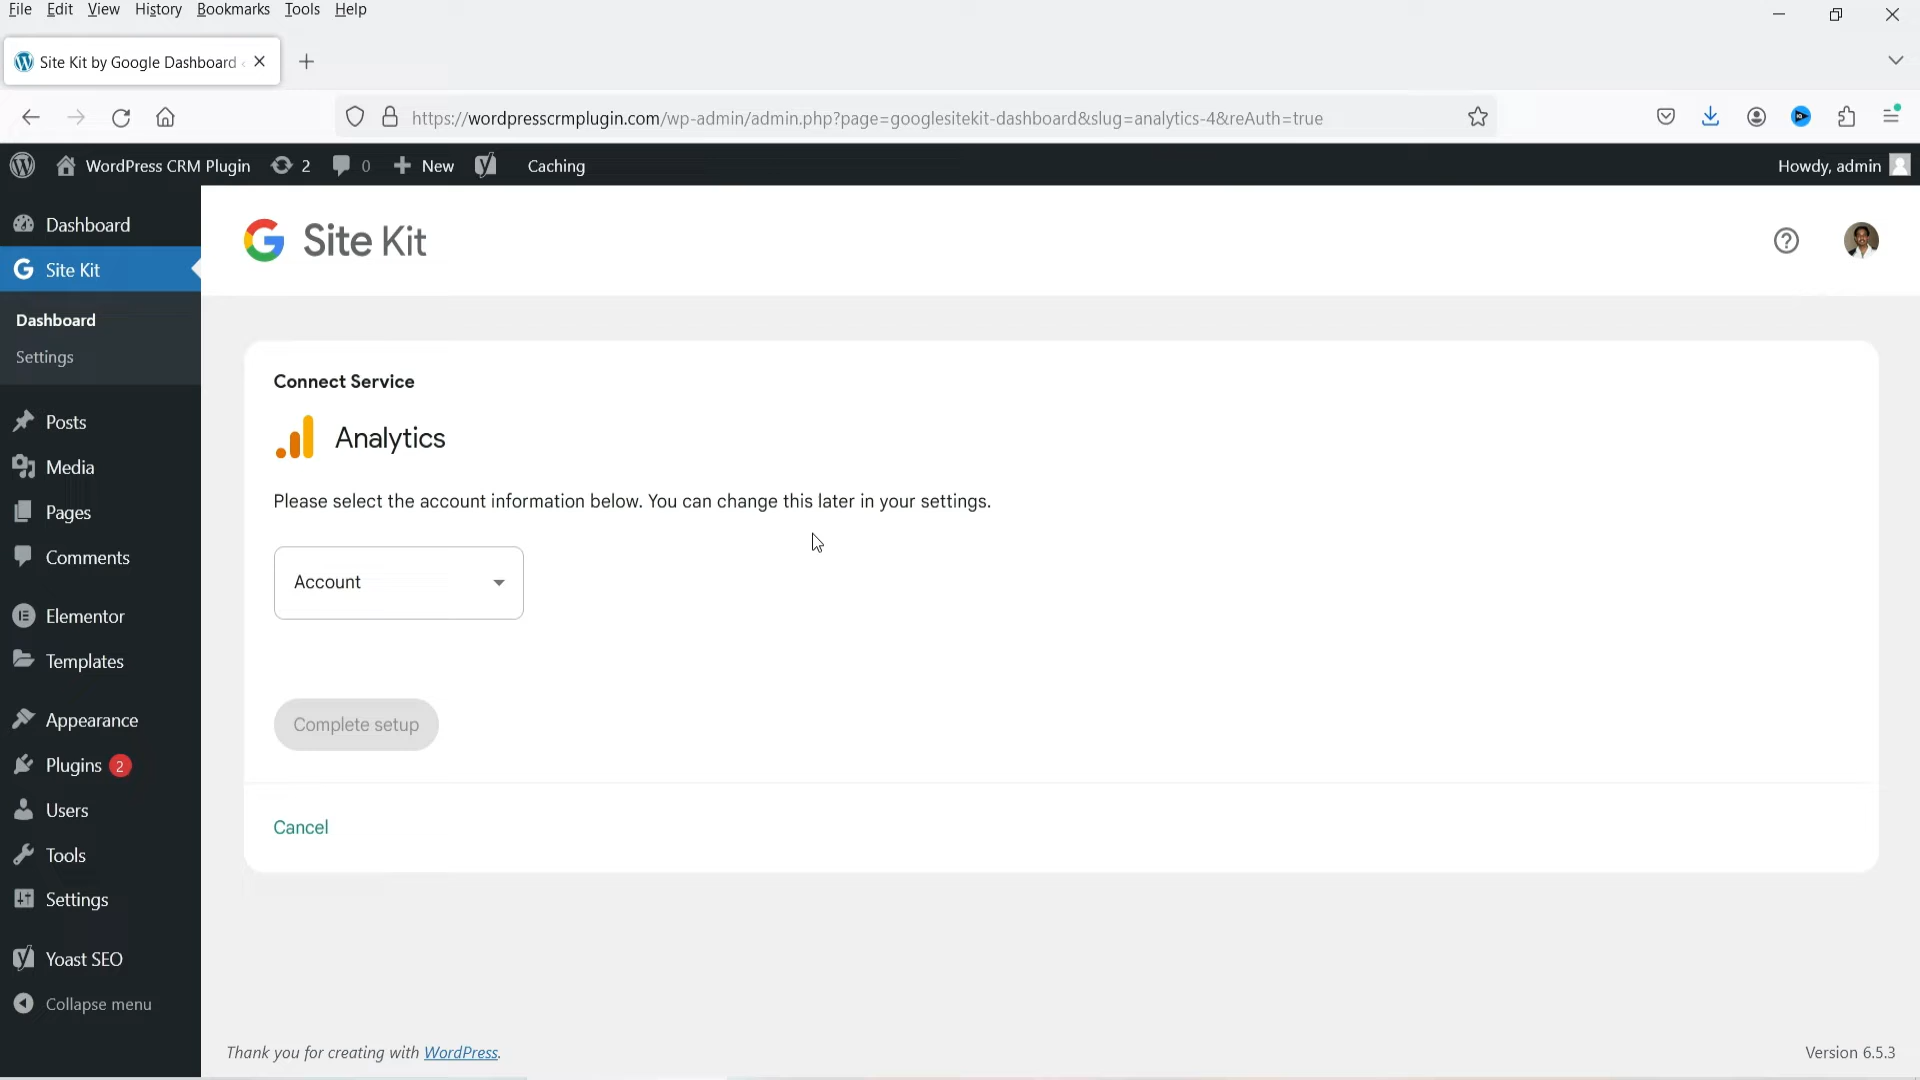 File Edit View History Bookmarks Tools Help
Site Kit by Google Dashboard
https://wordpresscrmplugin.com/wp-admin/admin.php?page=googlesitekit-dashboard&slug=analytics-4&reAuth=true
WordPress CRM Plugin 2 0 New Caching Howdy, admin
Dashboard
Site Kit
Dashboard
Settings
Posts
Media
Pages
Comments
Elementor
Templates
Appearance
Plugins 2
Users
Tools
Settings
Yoast SEO
Collapse menu
Site Kit
Connect Service
Analytics
Please select the account information below. You can change this later in your settings.
Account
Complete setup
Cancel
Thank you for creating with WordPress.
Version 6.5.3